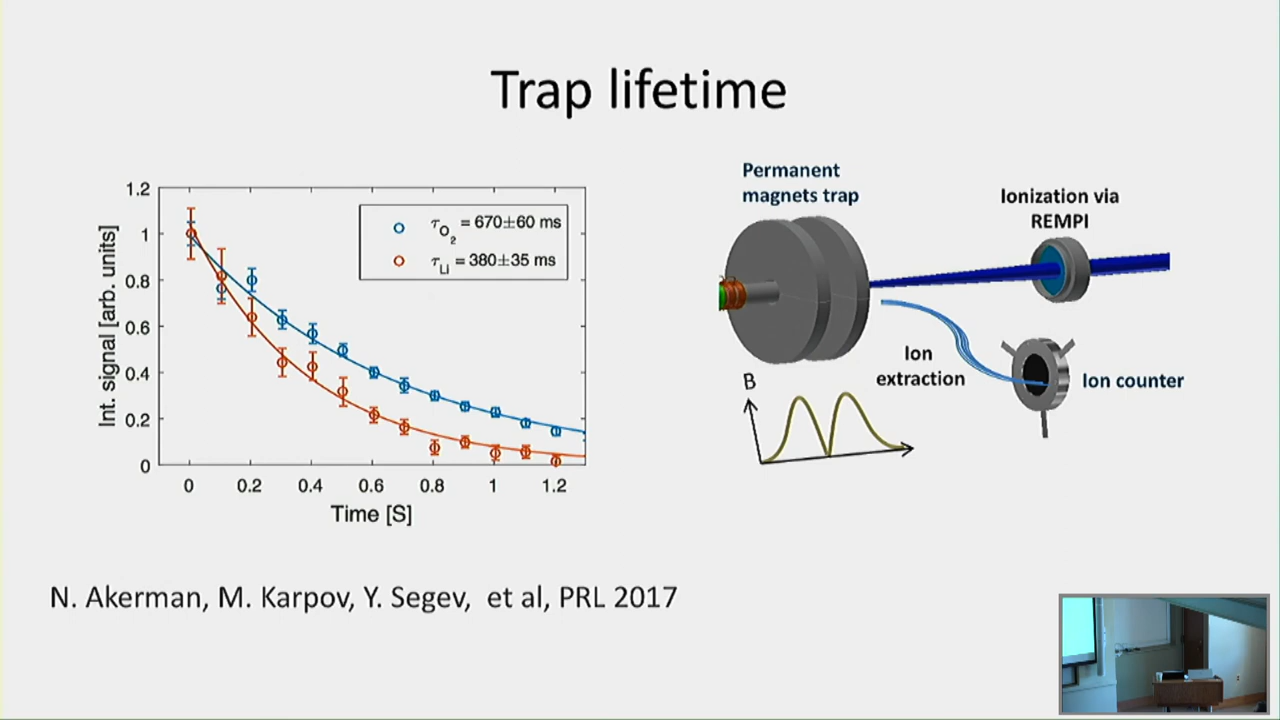 Trap lifetime
1.2
1
0.8
0.6
0.4
0.2
0
Int. signal [arb. units]
τO2 = 670±60 ms
τLi = 380±35 ms
0
0.2
0.4
0.6
0.8
1
1.2
Time [S]
Permanent
magnets trap
Ionization via
REMPI
Ion
extraction
Ion counter
B
N. Akerman, M. Karpov, Y. Segev, et al, PRL 2017